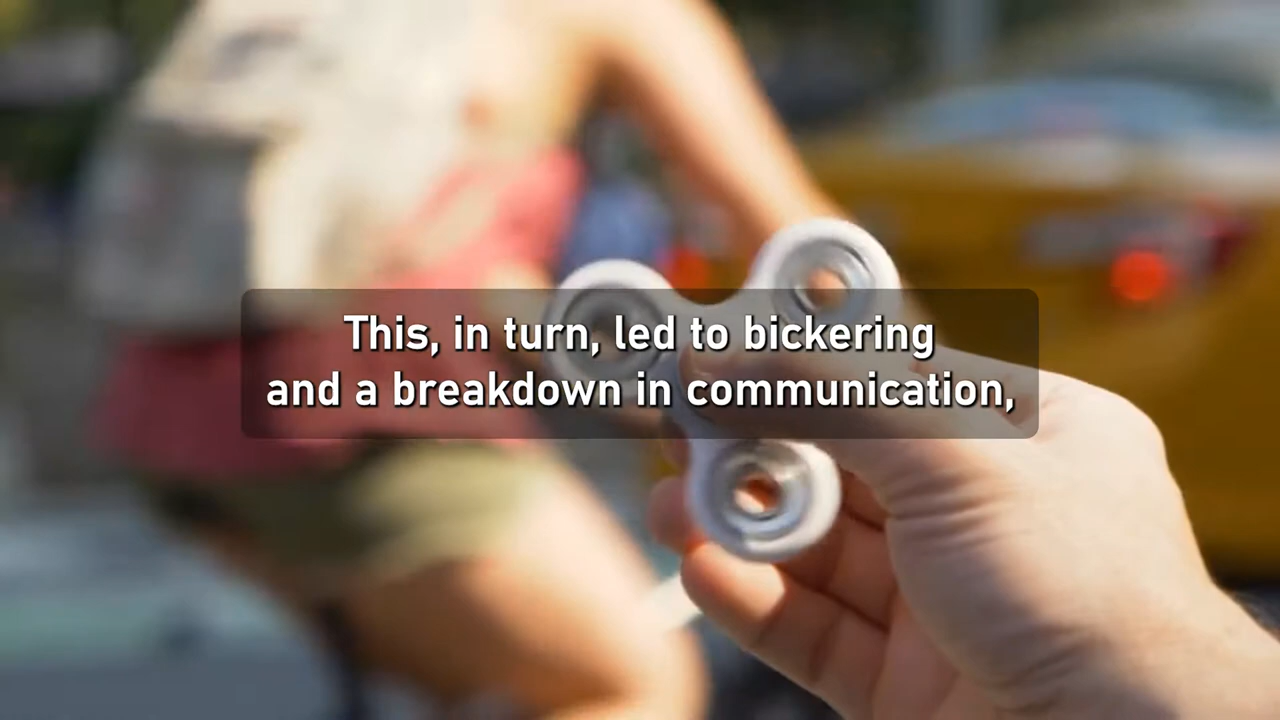 This, in turn, led to bickering
and a breakdown in communication,